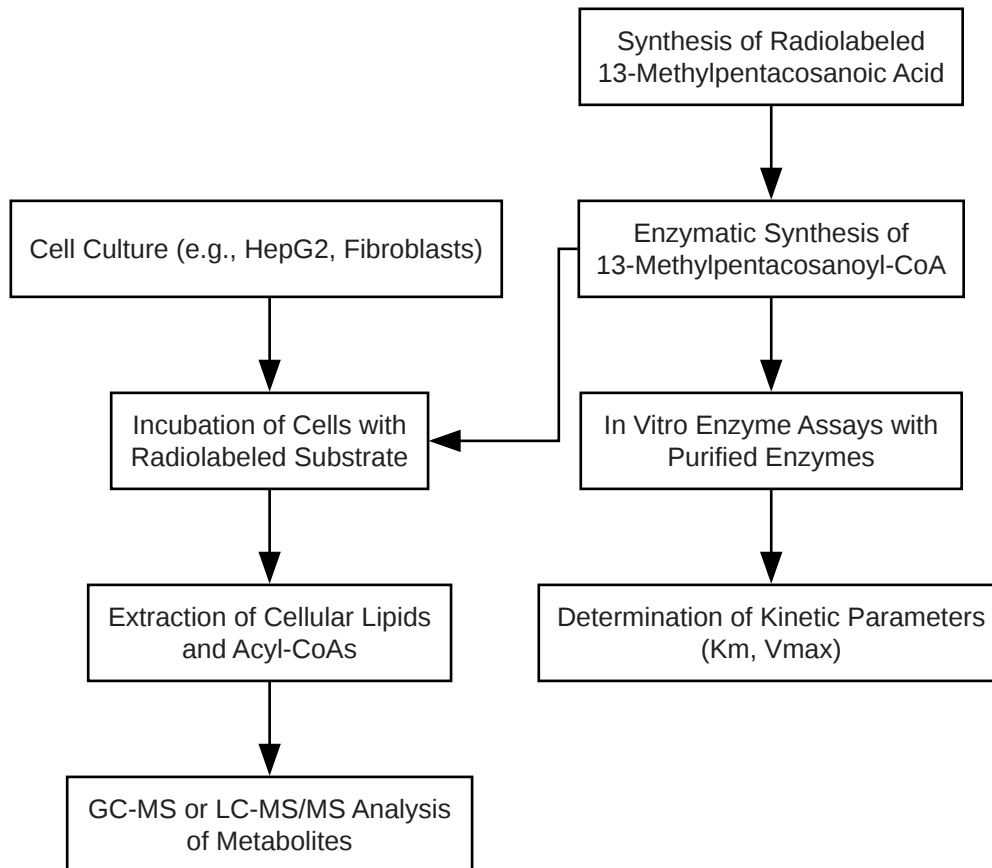 Synthesis of Radiolabeled
13-Methylpentacosanoic Acid
Cell Culture (e.g., HepG2, Fibroblasts)
Enzymatic Synthesis of
13-Methylpentacosanoyl-CoA
Incubation of Cells with
Radiolabeled Substrate
In Vitro Enzyme Assays with
Purified Enzymes
Extraction of Cellular Lipids
and Acyl-CoAs
Determination of Kinetic Parameters
(Km, Vmax)
GC-MS or LC-MS/MS Analysis
of Metabolites